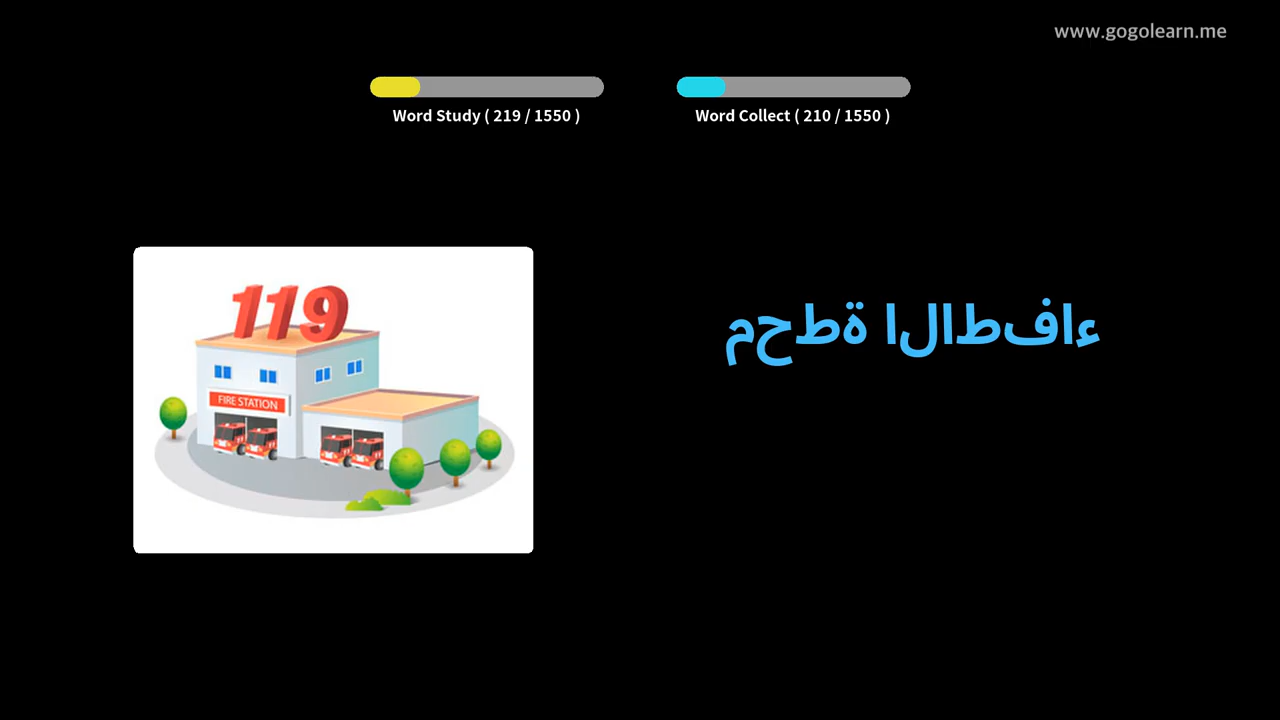 www.gogolearn.me
Word Study ( 219 / 1550 )
Word Collect ( 210 / 1550 )
119
FIRE STATION
محطة الاطفاء